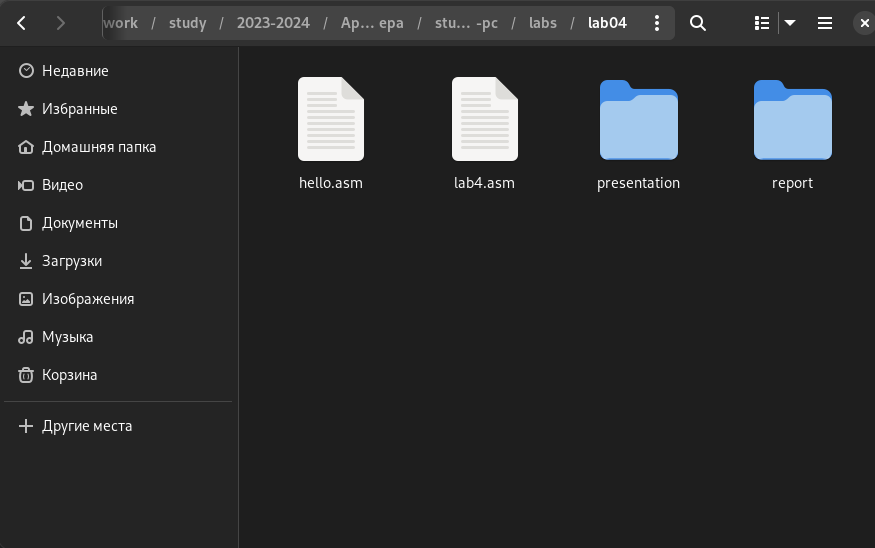 work / study / 2023-2024 / Ар… ера / stu… -pc / labs / lab04
Недавние
Избранные
Домашняя папка
Видео
Документы
Загрузки
Изображения
Музыка
Корзина
Другие места
hello.asm
lab4.asm
presentation
report